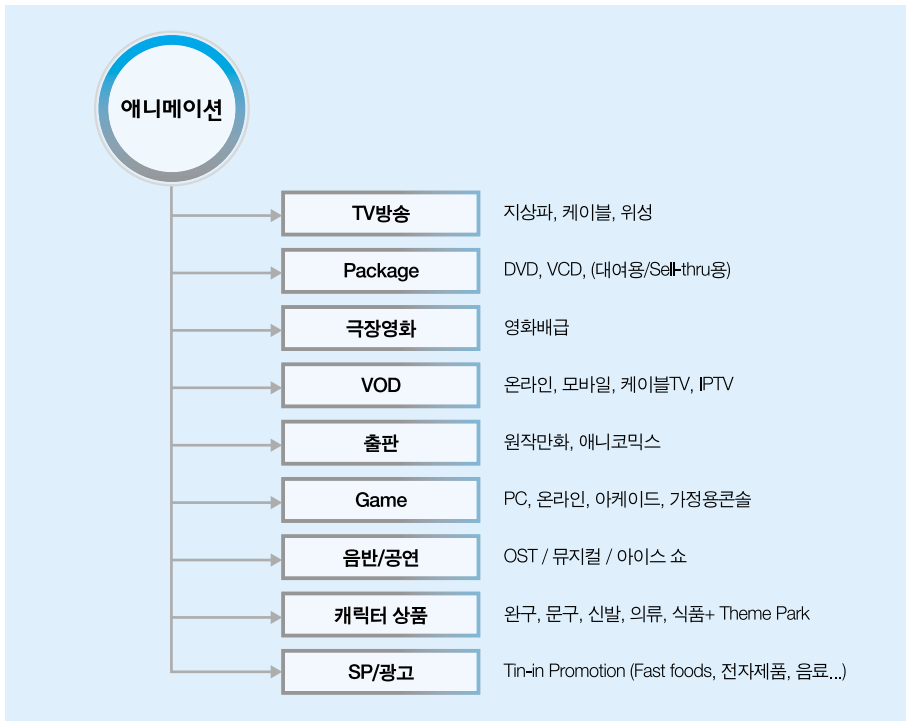 애니메이션
TV방송 지상파, 케이블, 위성
Package DVD, VCD, (대여용/Sell-thru용)
극장영화 영화배급
VOD 온라인, 모바일, 케이블TV, IPTV
출판 원작만화, 애니코믹스
Game PC, 온라인, 아케이드, 가정용콘솔
음반/공연 OST / 뮤지컬 / 아이스 쇼
캐릭터 상품 완구, 문구, 신발, 의류, 식품+ Theme Park
SP/광고 Tin-in Promotion (Fast foods, 전자제품, 음료...)